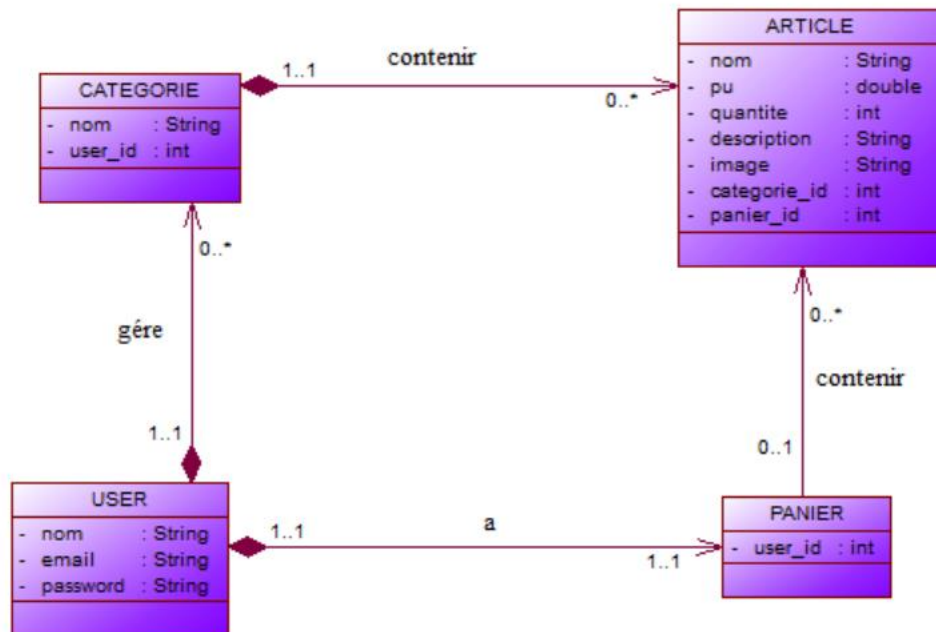 ARTICLE
- nom : String
- pu : double
- quantite : int
- description : String
- image : String
- categorie_id : int
- panier_id : int
contenir
1..1
0..*
CATEGORIE
- nom : String
- user_id : int
0..*
gére
1..1
0..*
contenir
0..1
USER
- nom : String
- email : String
- password : String
1..1
a
1..1
PANIER
- user_id : int